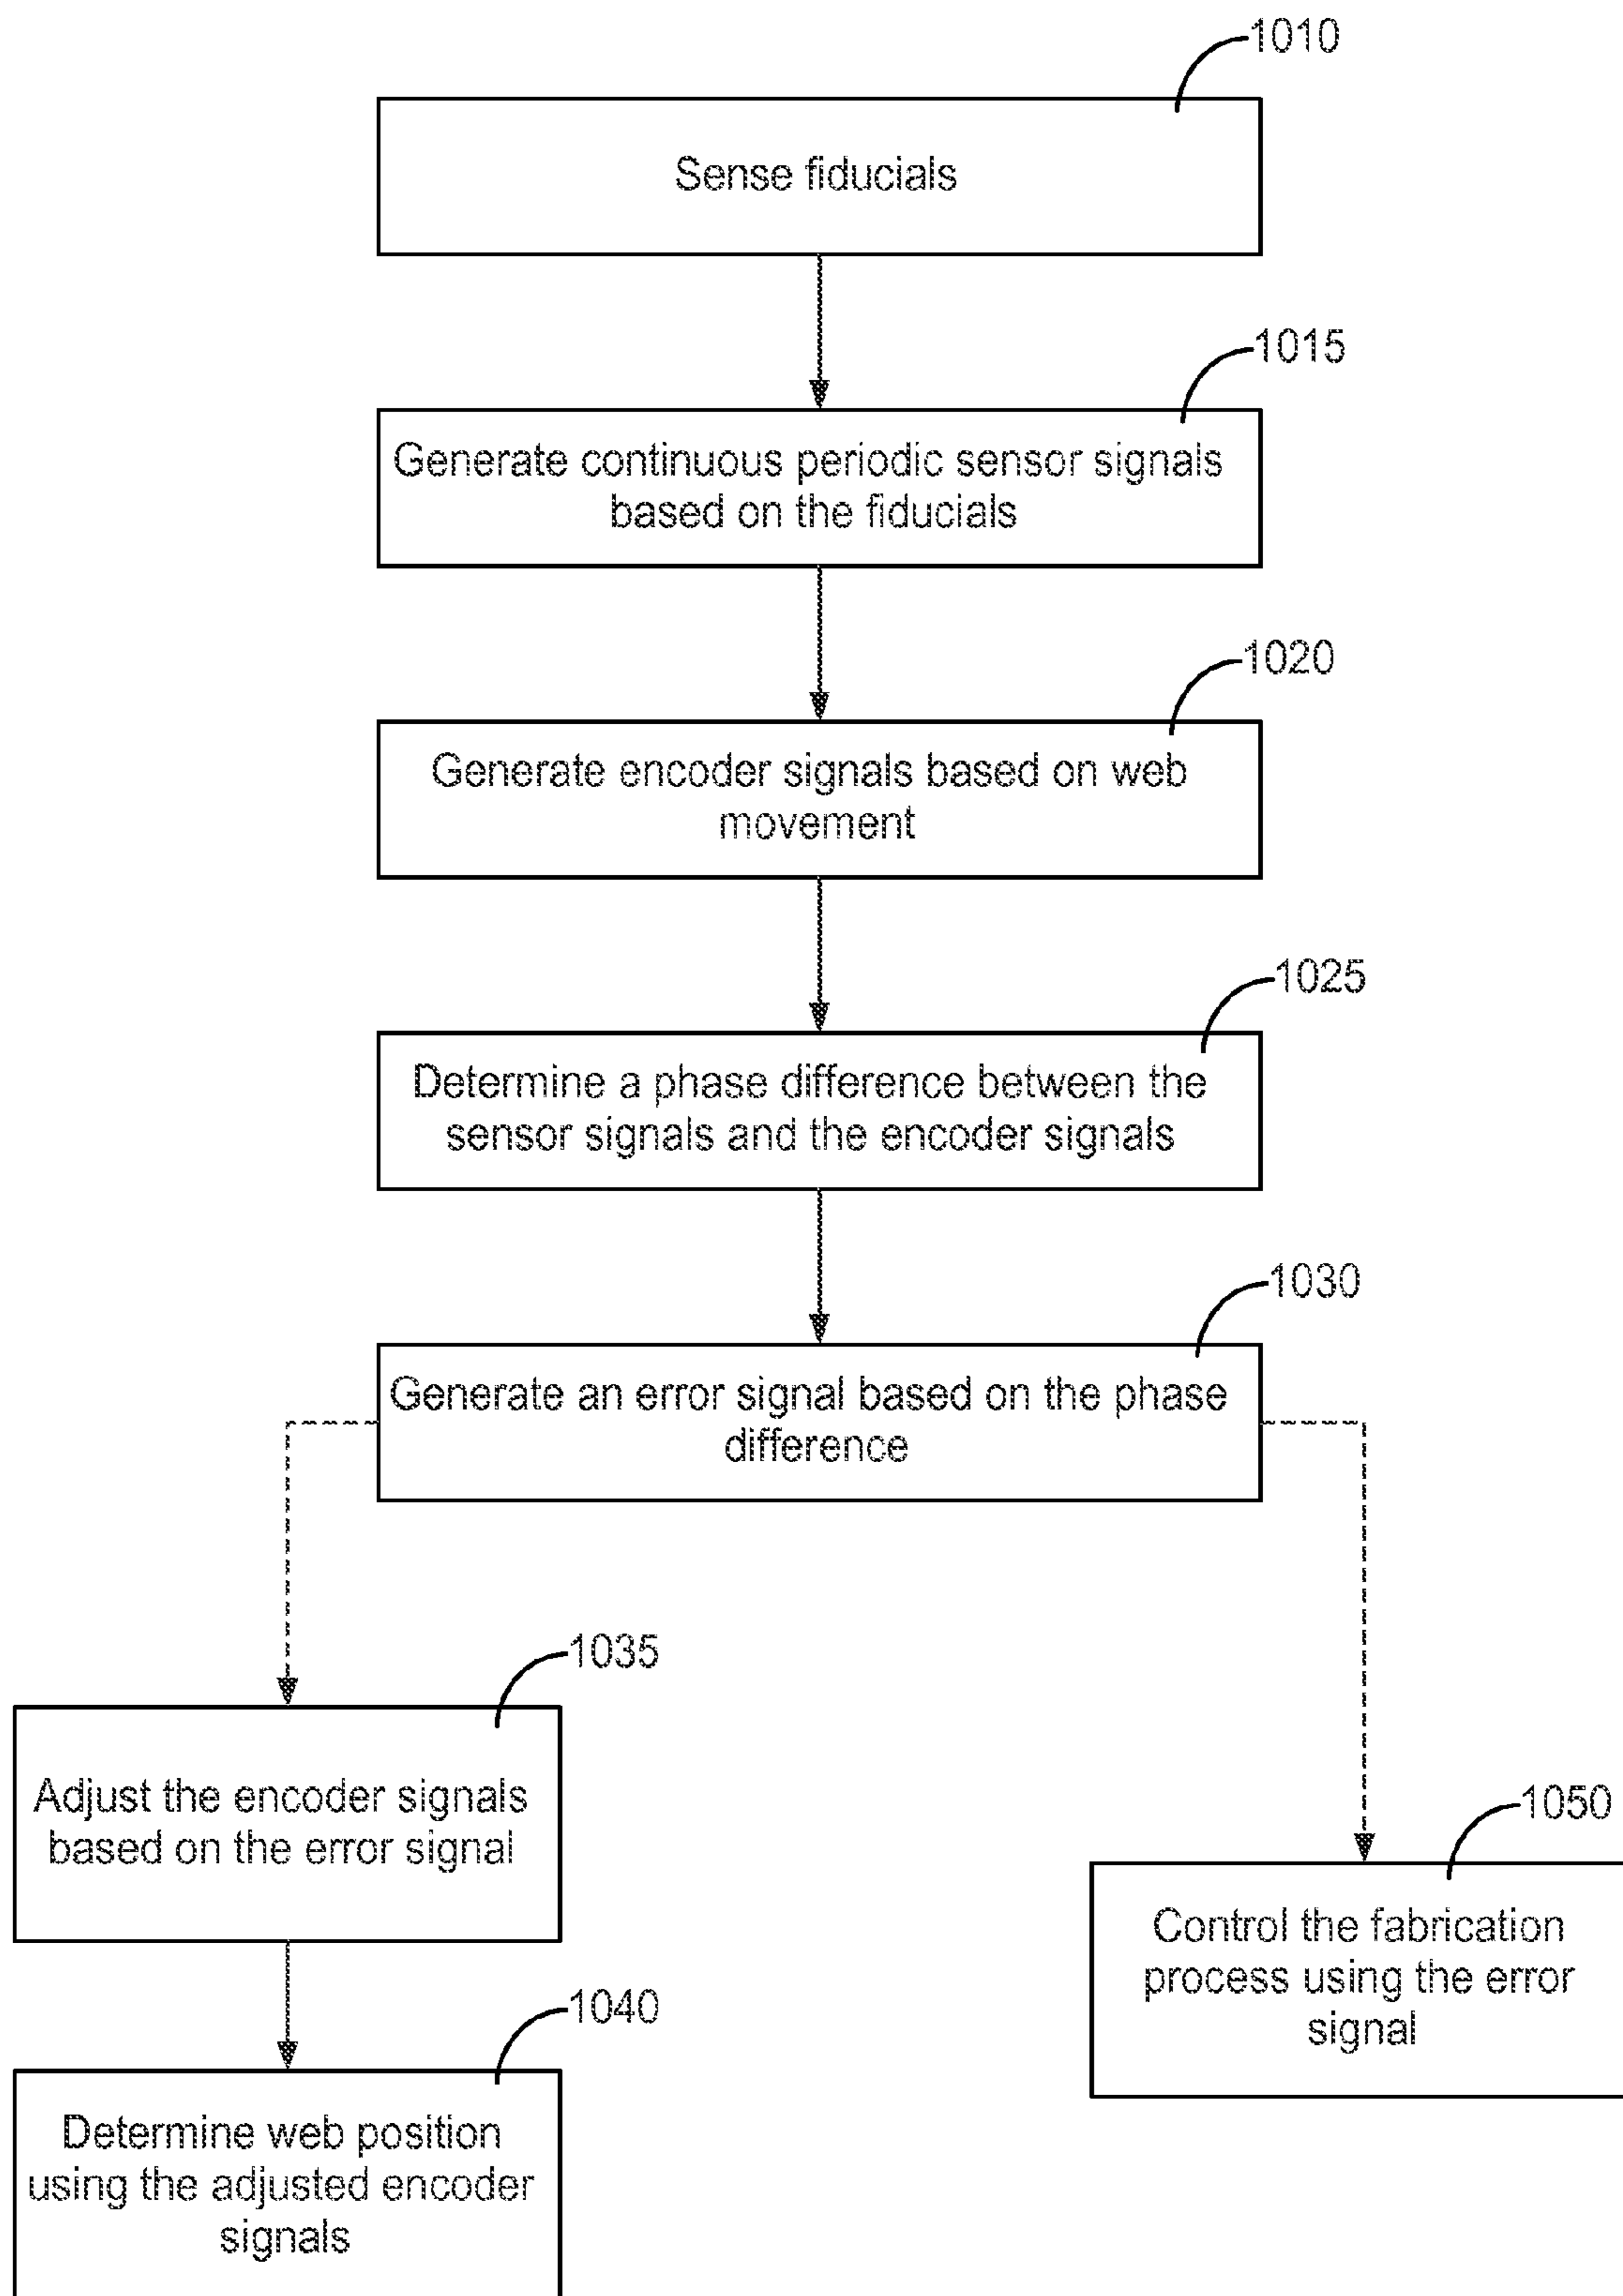 1010
Sense fiducials
1015
Generate continuous periodic sensor signals
based on the fiducials
1020
Generate encoder signals based on web
movement
1025
Determine a phase difference between the
sensor signals and the encoder signals
1030
Generate an error signal based on the phase
difference
1035
Adjust the encoder signals
based on the error signal
1050
Control the fabrication
process using the error
signal
1040
Determine web position
using the adjusted encoder
signals